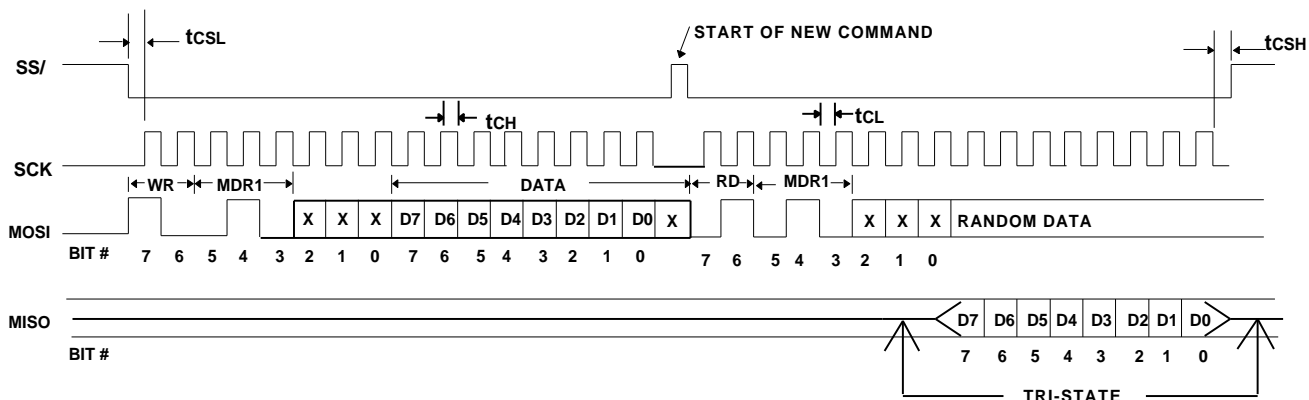 tCSL
START OF NEW COMMAND
tCSH
SS/
tCH
tCL
SCK
WR MDR1 DATA RD MDR1
MOSI X X X D7 D6 D5 D4 D3 D2 D1 D0 X X X X RANDOM DATA
BIT # 7 6 5 4 3 2 1 0 7 6 5 4 3 2 1 0 7 6 5 4 3 2 1 0
MISO D7 D6 D5 D4 D3 D2 D1 D0
BIT # 7 6 5 4 3 2 1 0
TRI-STATE